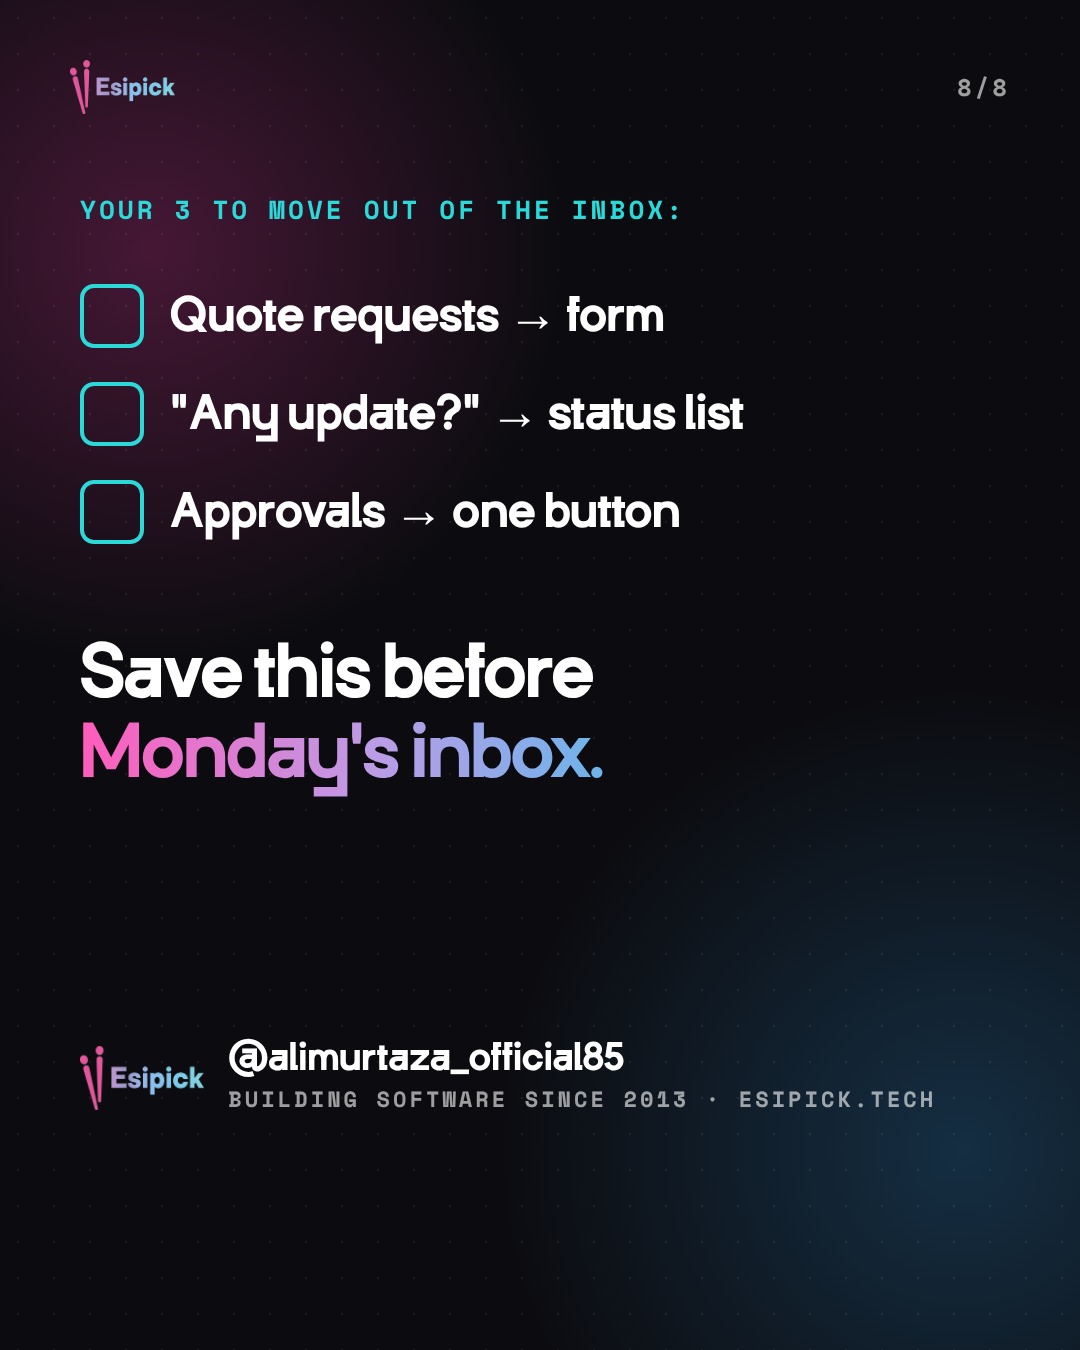 Esipick
8/8
YOUR 3 TO MOVE OUT OF THE INBOX:
Quote requests → form
"Any update?" → status list
Approvals → one button
Save this before
Monday's inbox.
Esipick
@alimurtaza_official85
BUILDING SOFTWARE SINCE 2013 · ESIPICK.TECH